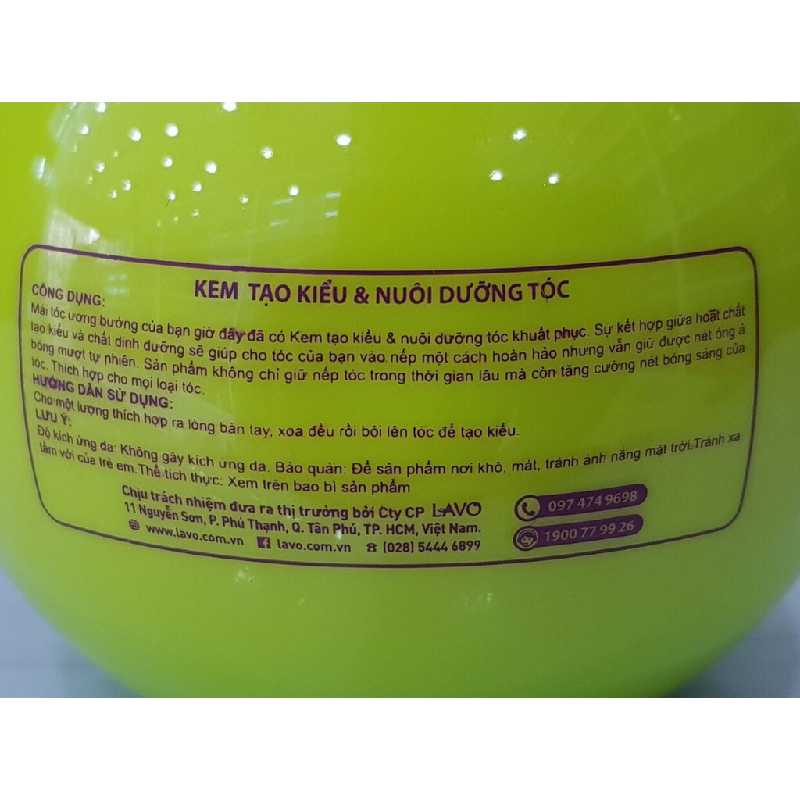 KEM TẠO KIỂU & NUÔI DƯỠNG TÓC
CÔNG DỤNG:
Mái tóc ương bướng của bạn giờ đây đã có Kem tạo kiểu & nuôi dưỡng tóc khuất phục. Sự kết hợp giữa hoạt chất
tạo kiểu và chất dinh dưỡng sẽ giúp cho tóc của bạn vào nếp một cách hoàn hảo nhưng vẫn giữ được nét óng ả
bóng mượt tự nhiên. Sản phẩm không chỉ giữ nếp tóc trong thời gian lâu mà còn tăng cường nét bóng sáng của
tóc. Thích hợp cho mọi loại tóc.
HƯỚNG DẪN SỬ DỤNG:
Cho một lượng thích hợp ra lòng bàn tay, xoa đều rồi bôi lên tóc để tạo kiểu.
LƯU Ý:
Độ kích ứng da: Không gây kích ứng da. Bảo quản: Để sản phẩm nơi khô, mát, tránh ánh nắng mặt trời.Tránh xa
tầm với của trẻ em.Thể tích thực: Xem trên bao bì sản phẩm
Chịu trách nhiệm đưa ra thị trường bởi Cty CP LAVO
11 Nguyễn Sơn, P. Phú Thạnh, Q. Tân Phú, TP. HCM, Việt Nam.
www.lavo.com.vn lavo.com.vn (028) 5444 6899
097 474 9698
1900 77 99 26